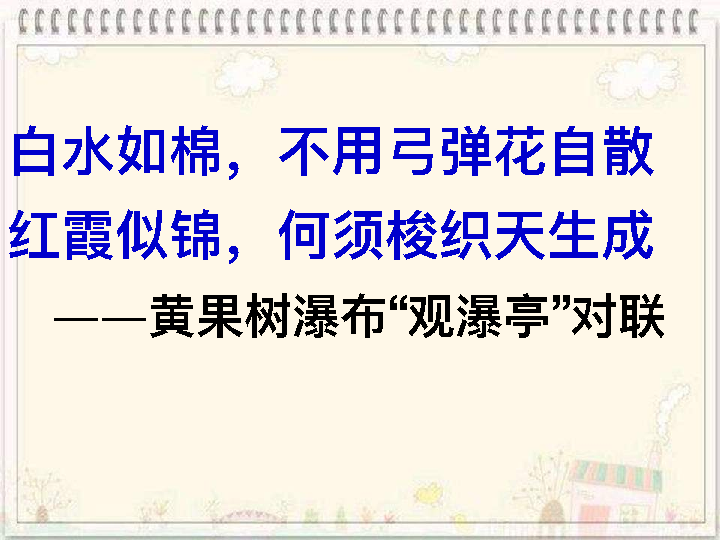 白水如棉，不用弓弹花自散
红霞似锦，何须梭织天生成
——黄果树瀑布“观瀑亭”对联